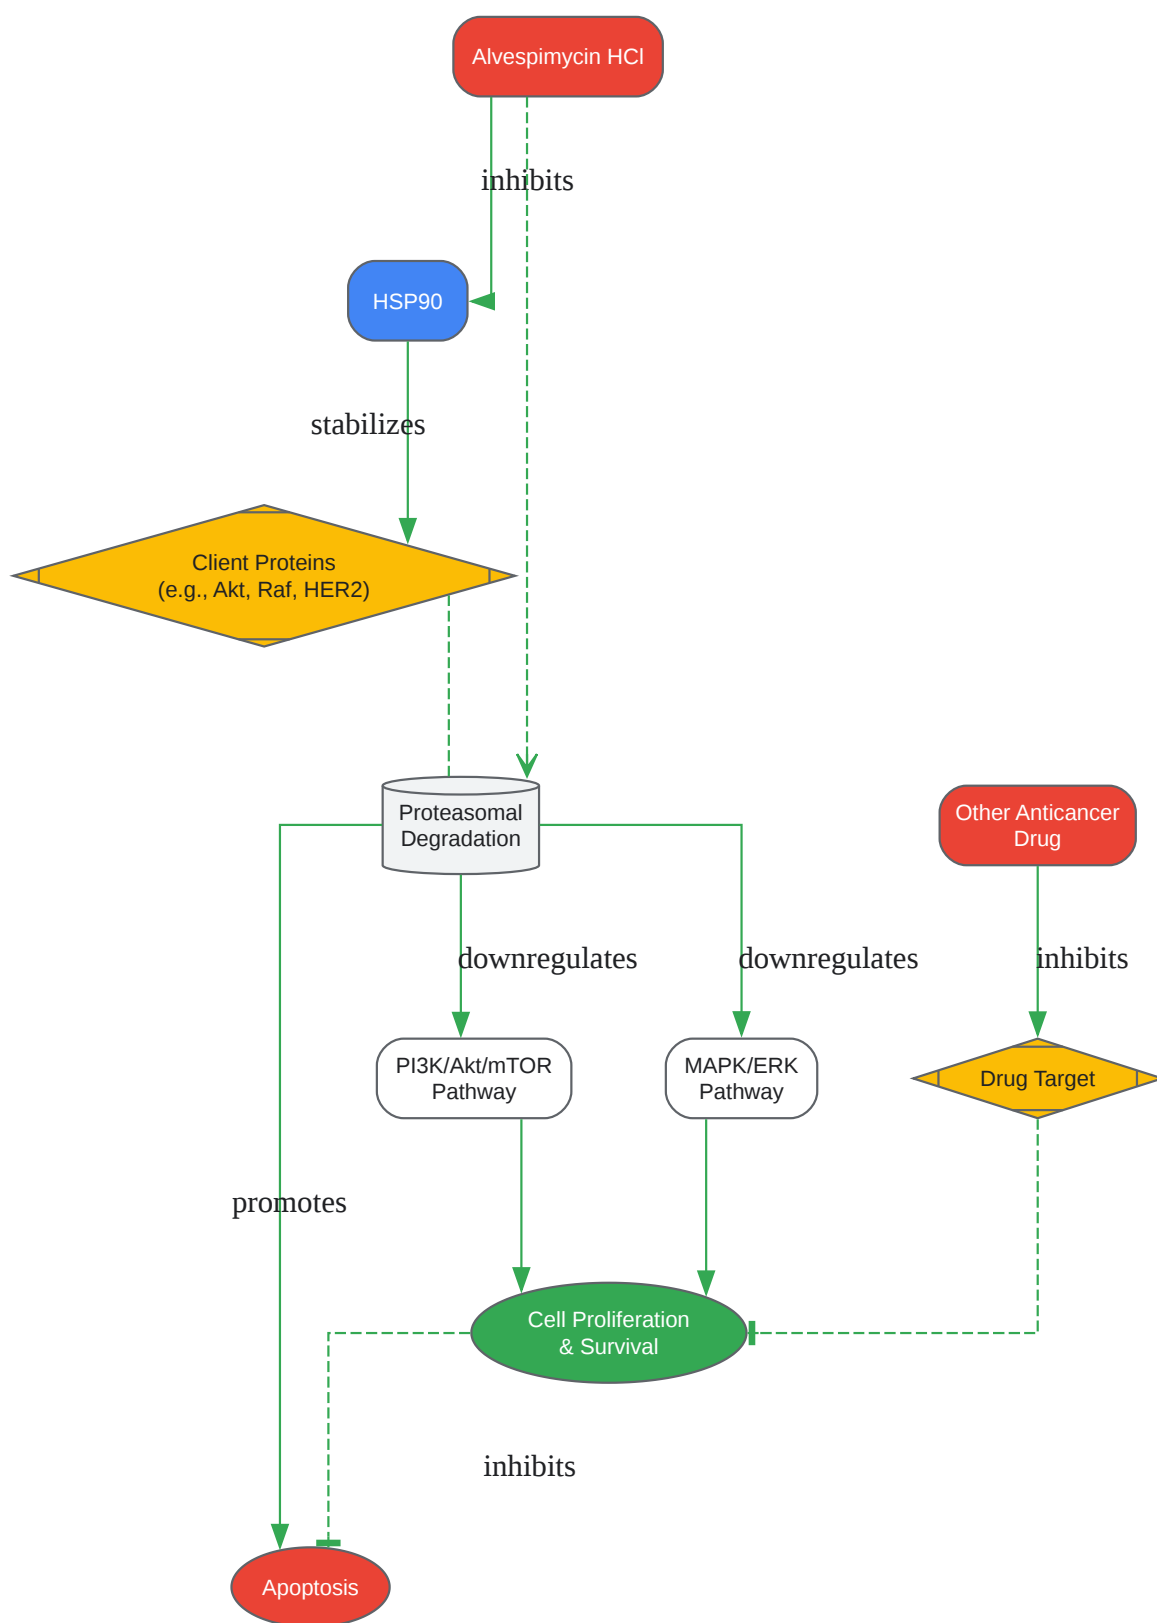 Alvespimycin HCl
inhibits
HSP90
stabilizes
Client Proteins
(e.g., Akt, Raf, HER2)
Proteasomal
Degradation
Other Anticancer
Drug
downregulates
downregulates
inhibits
PI3K/Akt/mTOR
Pathway
MAPK/ERK
Pathway
Drug Target
promotes
Cell Proliferation
& Survival
inhibits
Apoptosis